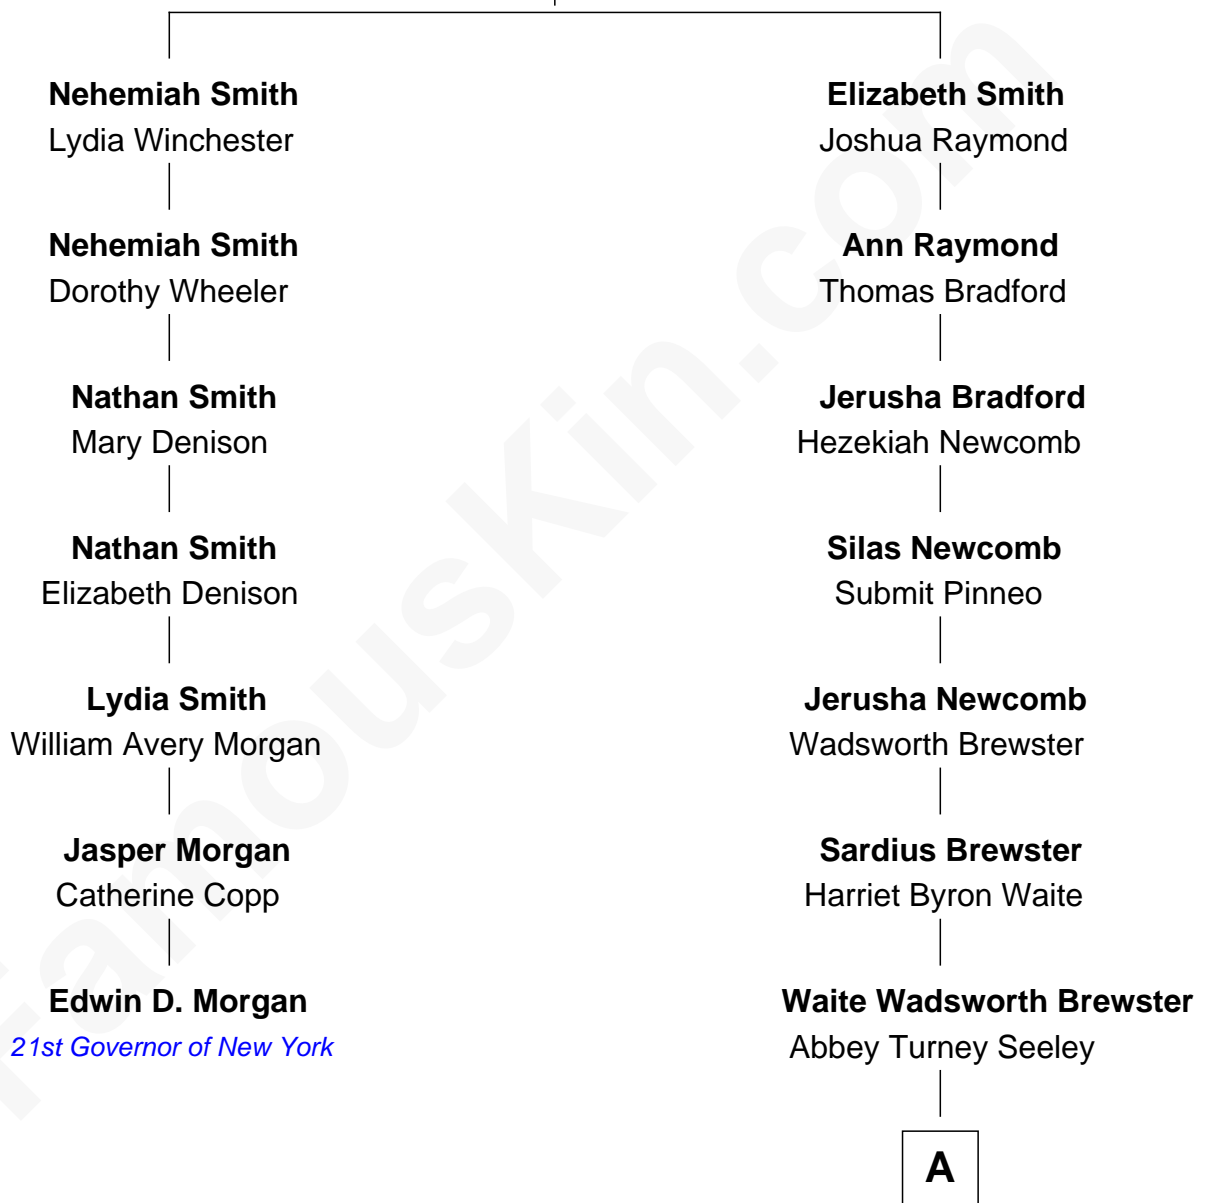 Nehemiah Smith
Lydia Winchester
Nehemiah Smith
Dorothy Wheeler
Nathan Smith
Mary Denison
Nathan Smith
Elizabeth Denison
Lydia Smith
William Avery Morgan
Jasper Morgan
Catherine Copp
Edwin D. Morgan
21st Governor of New York
Elizabeth Smith
Joshua Raymond
Ann Raymond
Thomas Bradford
Jerusha Bradford
Hezekiah Newcomb
Silas Newcomb
Submit Pinneo
Jerusha Newcomb
Wadsworth Brewster
Sardius Brewster
Harriet Byron Waite
Waite Wadsworth Brewster
Abbey Turney Seeley
A
FamousKin.com